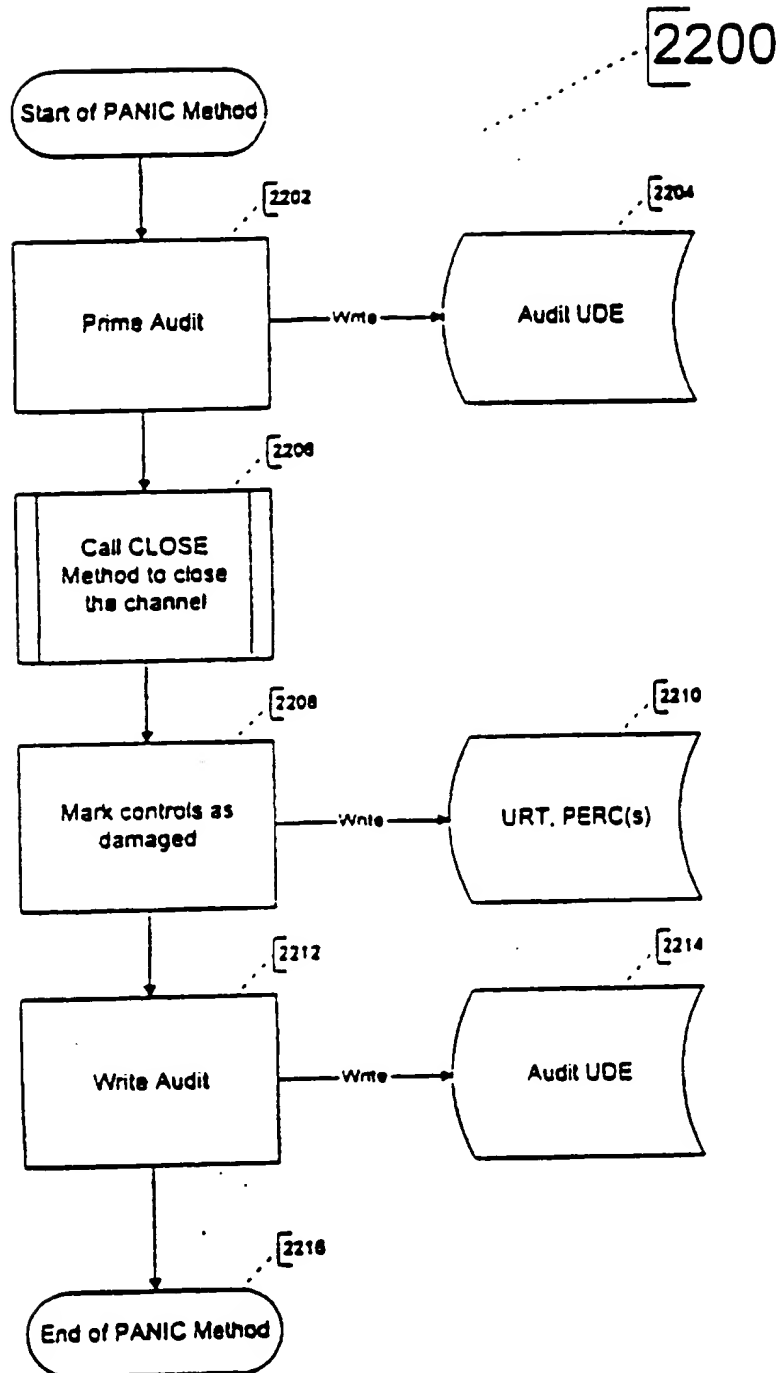 2200
Start of PANIC Method
2202
2204
Prime Audit
Write
Audit UDE
2206
Call CLOSE
Method to close
the channel
2208
2210
Mark controls as
damaged
Write
URT, PERC(s)
2212
2214
Write Audit
Write
Audit UDE
2216
End of PANIC Method